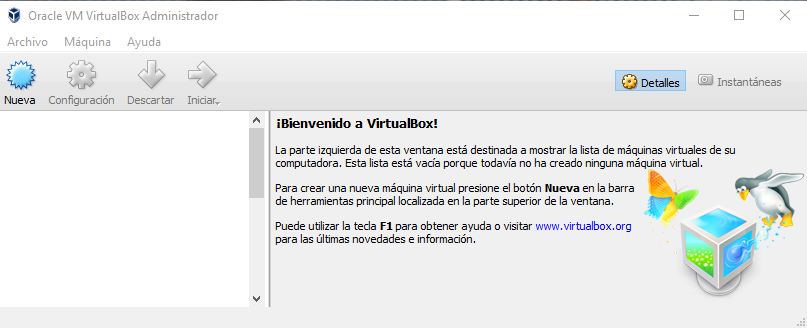 Oracle VM VirtualBox Administrador
Archivo Máquina Ayuda
Nueva Configuración Descartar Iniciar
Detalles Instantáneas
¡Bienvenido a VirtualBox!
La parte izquierda de esta ventana está destinada a mostrar la lista de máquinas virtuales de su
computadora. Esta lista está vacía porque todavía no ha creado ninguna máquina virtual.
Para crear una nueva máquina virtual presione el botón Nueva en la barra
de herramientas principal localizada en la parte superior de la ventana.
Puede utilizar la tecla F1 para obtener ayuda o visitar www.virtualbox.org
para las últimas novedades e información.